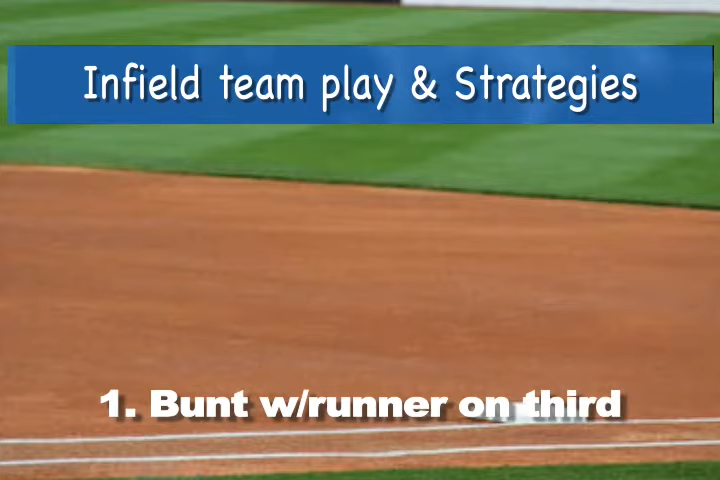 Infield team play & Strategies
1. Bunt w/runner on third